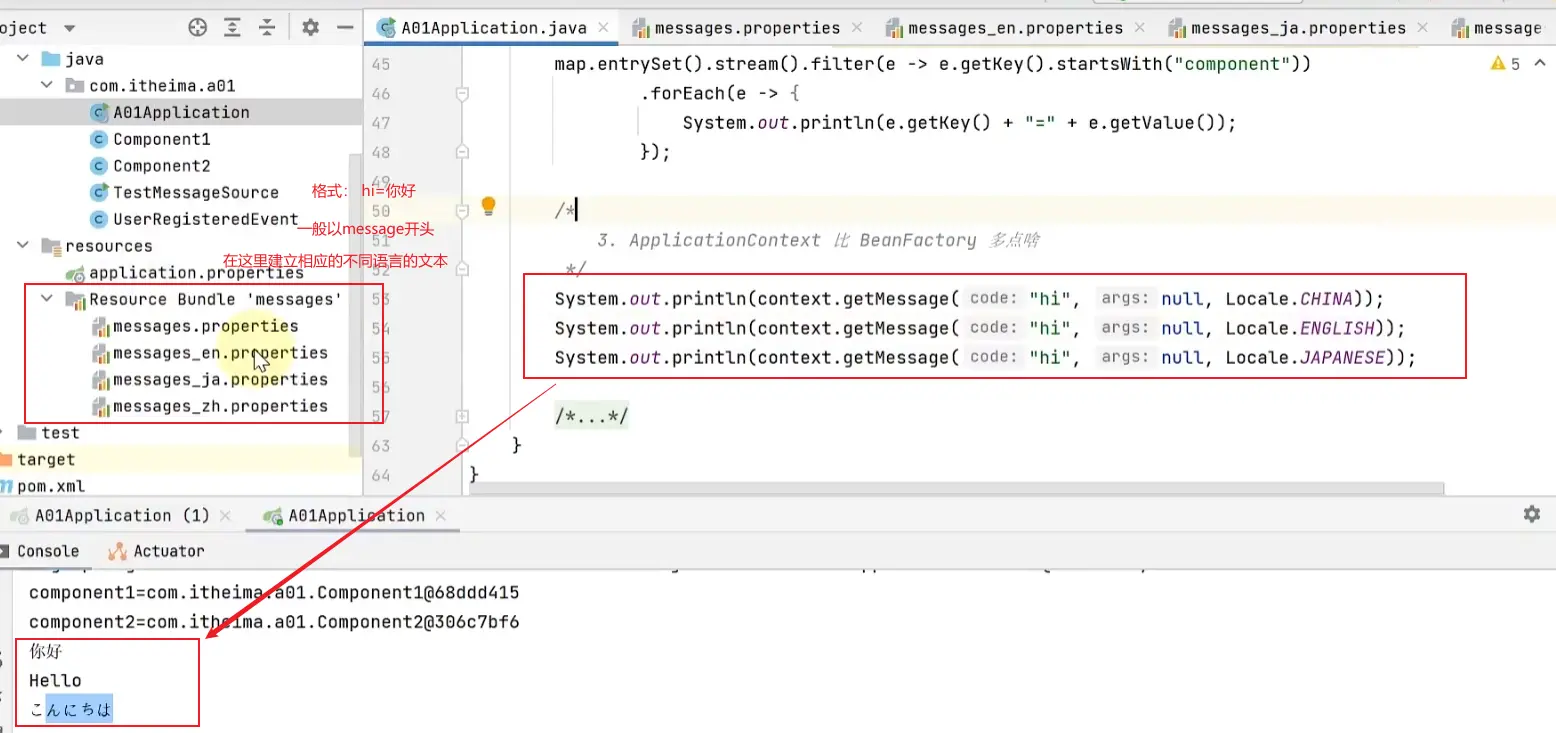 oject
A01Application.java
messages.properties
messages_en.properties
messages_ja.properties
message
java
com.itheima.a01
A01Application
Component1
Component2
TestMessageSource
UserRegisteredEvent
resources
application.properties
Resource Bundle 'messages'
messages.properties
messages_en.properties
messages_ja.properties
messages_zh.properties
test
target
pom.xml
格式： hi=你好
一般以message开头
在这里建立相应的不同语言的文本
5
45 map.entrySet().stream().filter(e -> e.getKey().startsWith("component"))
46 .forEach(e -> {
47 System.out.println(e.getKey() + "=" + e.getValue());
48 });
49
50 /*
51 3. ApplicationContext 比 BeanFactory 多点啥
52 */
53 System.out.println(context.getMessage( code: "hi", args: null, Locale.CHINA));
54 System.out.println(context.getMessage( code: "hi", args: null, Locale.ENGLISH));
55 System.out.println(context.getMessage( code: "hi", args: null, Locale.JAPANESE));
56
57 /*...*/
63 }
64 }
A01Application (1)
A01Application
Console
Actuator
component1=com.itheima.a01.Component1@68ddd415
component2=com.itheima.a01.Component2@306c7bf6
你好
Hello
こんにちは